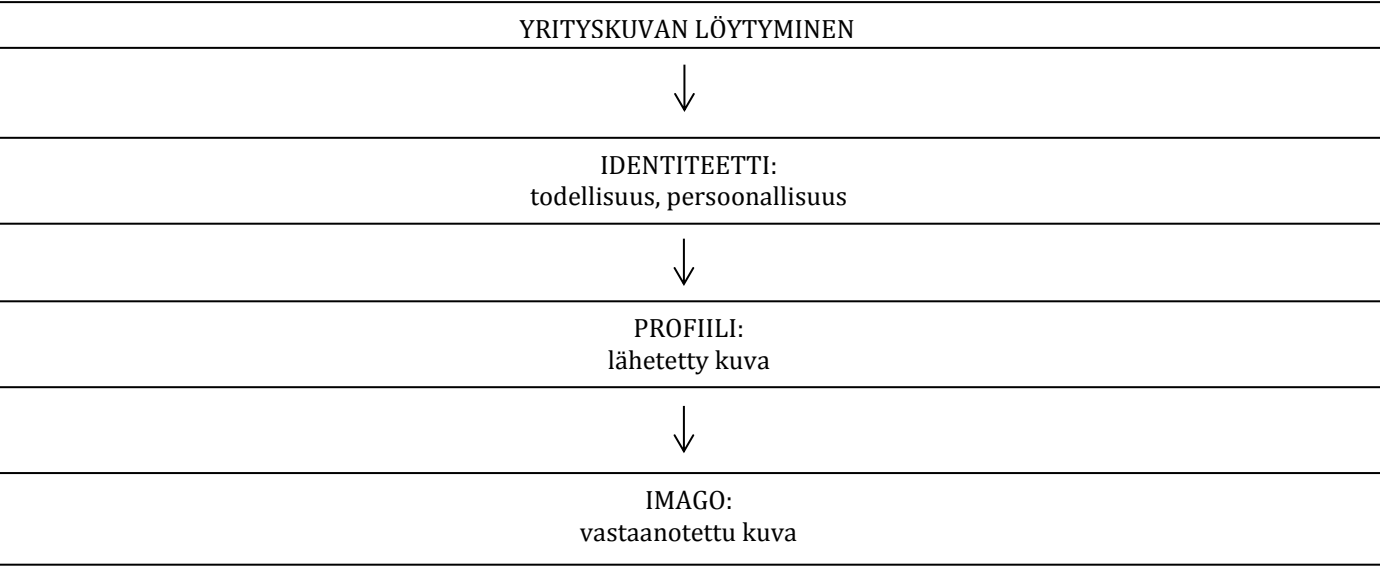 YRITYSKUVAN LÖYTYMINEN
IDENTITEETTI:
todellisuus, persoonallisuus
PROFIILI:
lähetetty kuva
IMAGO:
vastaanotettu kuva